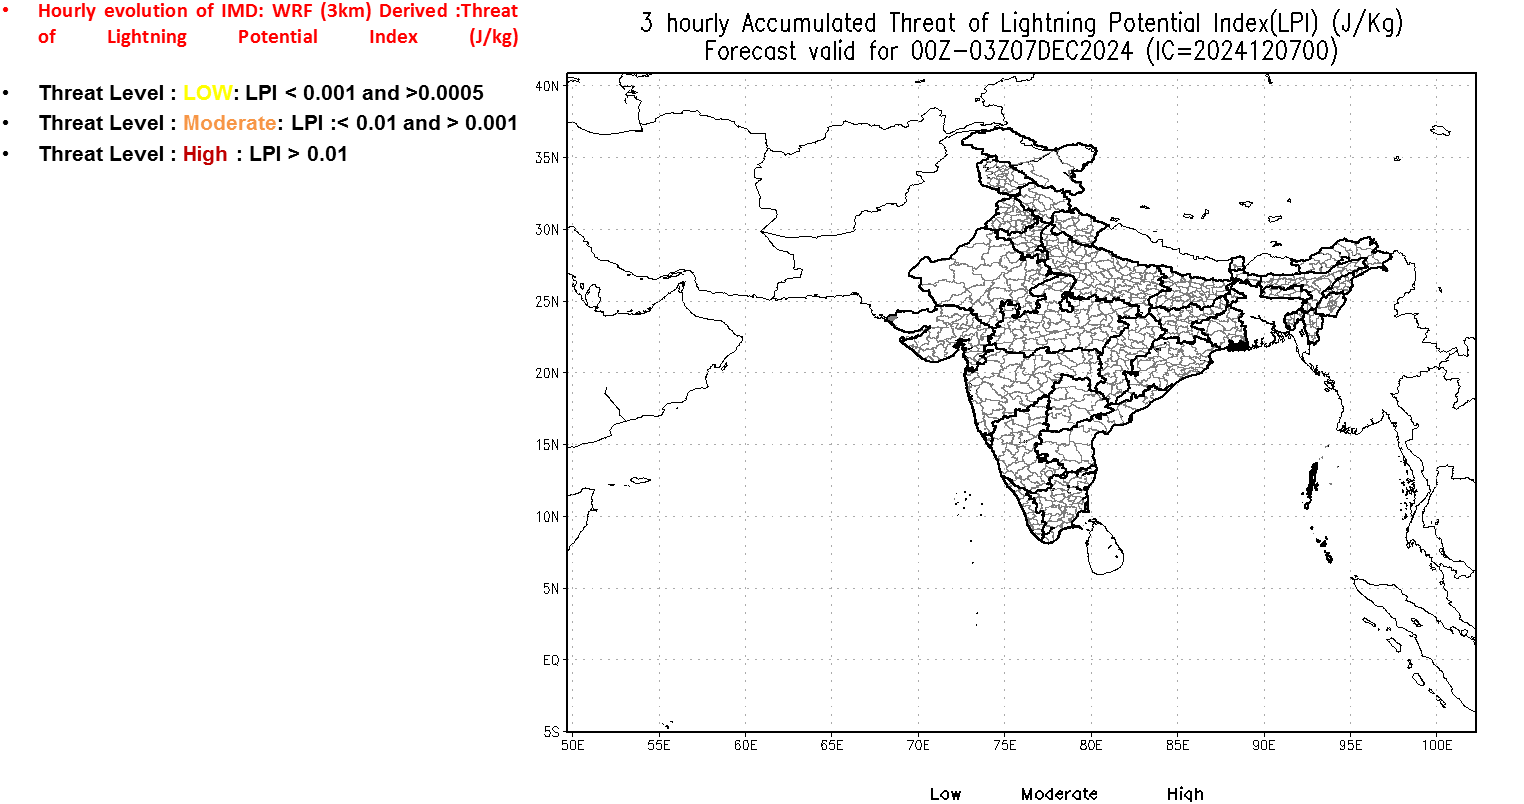 • Hourly evolution of IMD: WRF (3km) Derived :Threat
of Lightning Potential Index (J/kg)
• Threat Level : LOW: LPI < 0.001 and >0.0005
• Threat Level : Moderate: LPI :< 0.01 and > 0.001
• Threat Level : High : LPI > 0.01
3 hourly Accumulated Threat of Lightning Potential Index(LPI) (J/Kg)
Forecast valid for 00Z-03Z07DEC2024 (IC=2024120700)
40N
35N
30N
25N
20N
15N
10N
5N
EQ
5S
50E 55E 60E 65E 70E 75E 80E 85E 90E 95E 100E
Low Moderate High